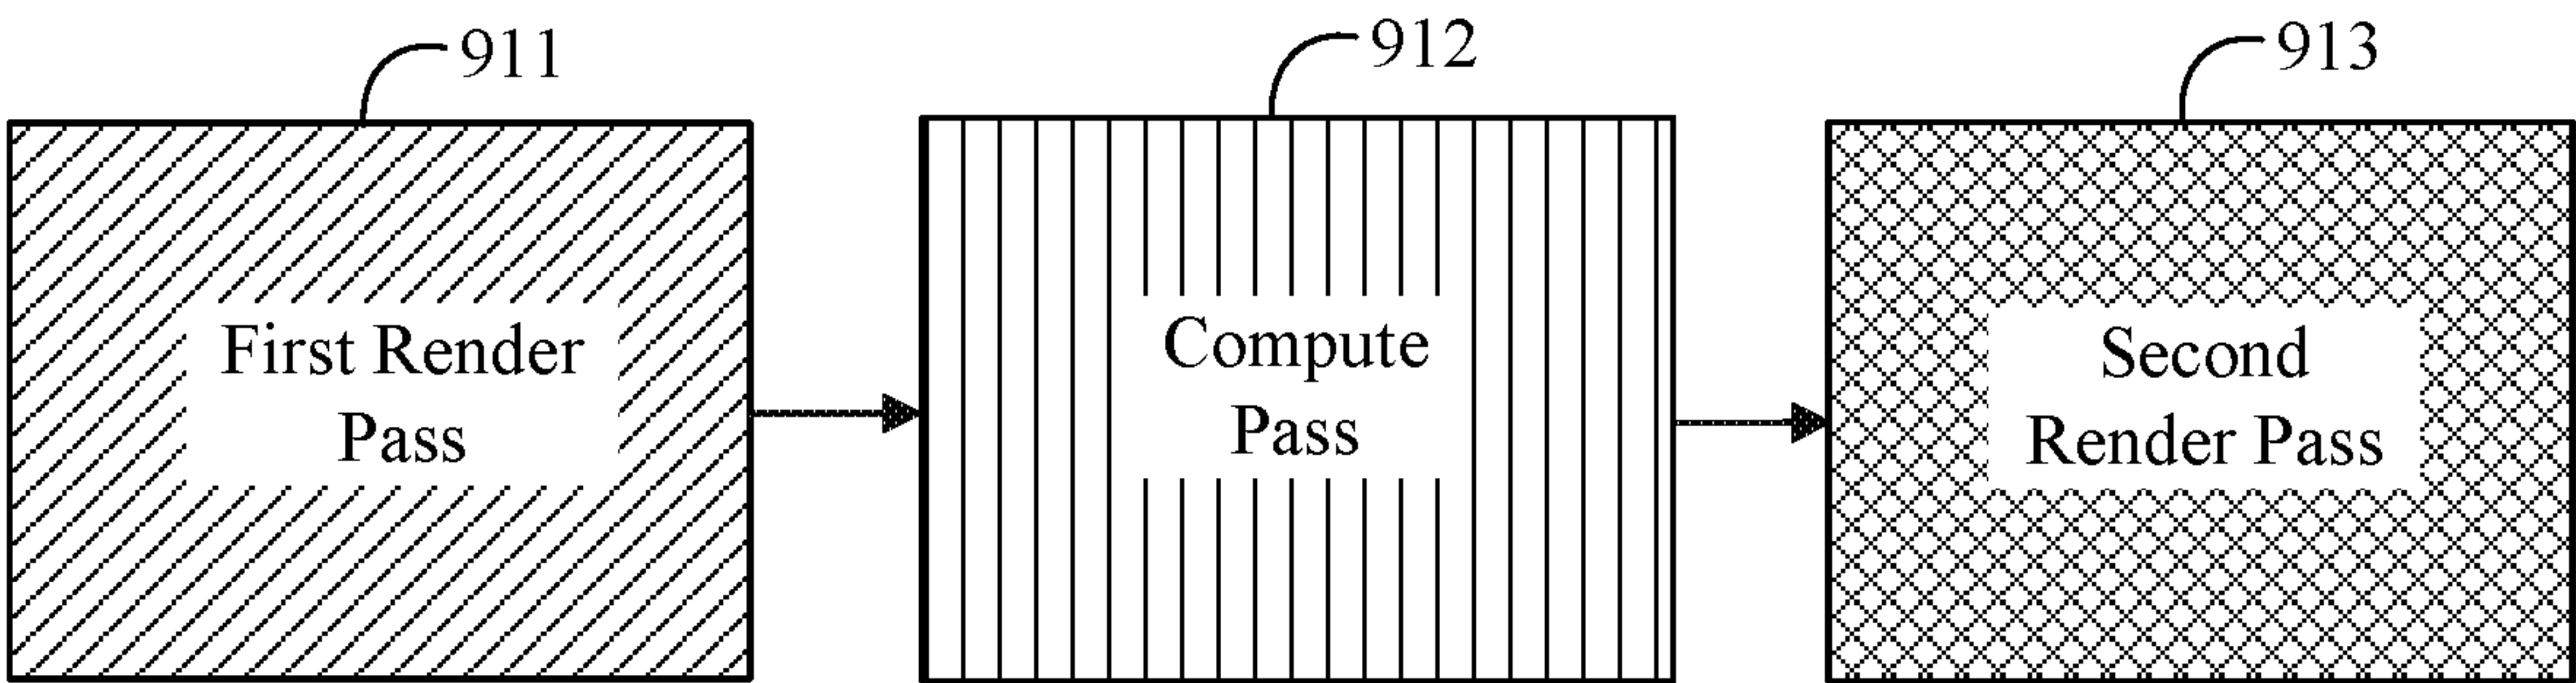 911
912
913
First Render
Pass
Compute
Pass
Second
Render Pass